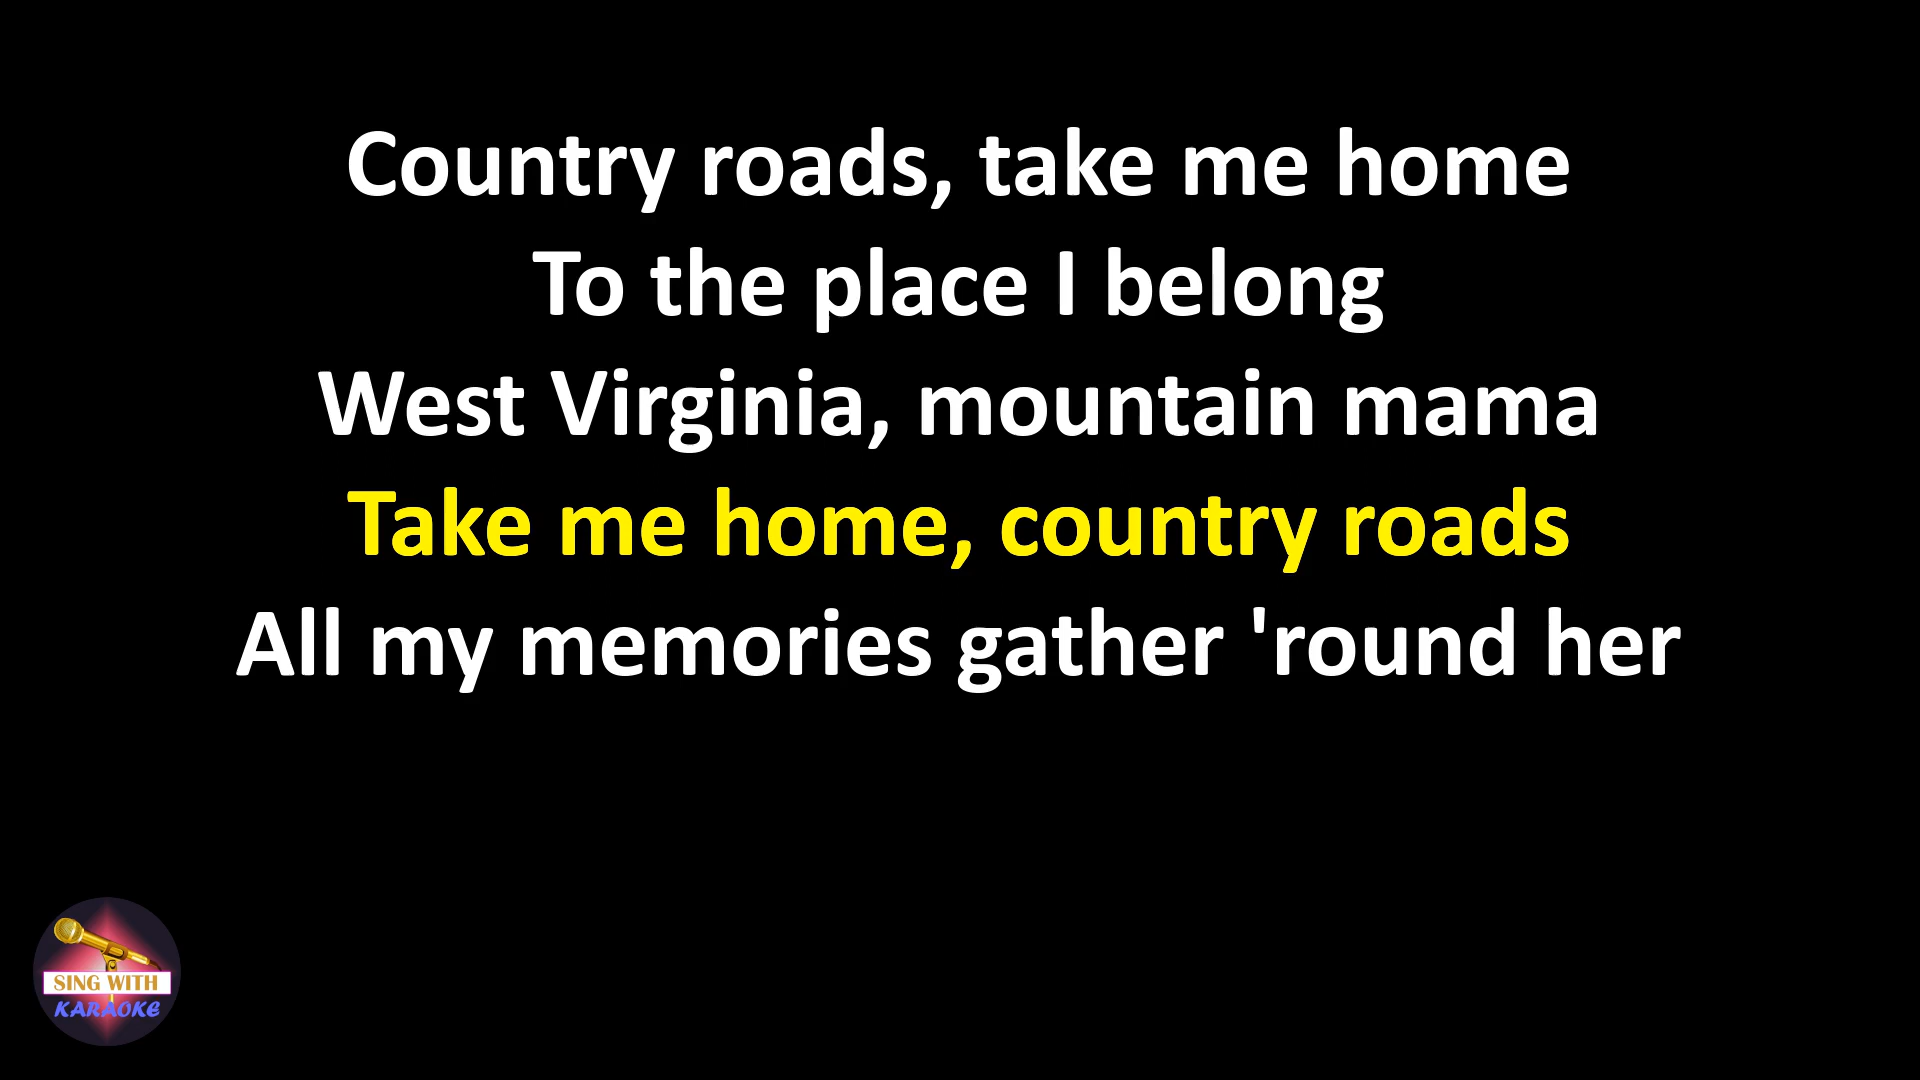 Country roads, take me home
To the place I belong
West Virginia, mountain mama
Take me home, country roads
All my memories gather 'round her
SING WITH
KARAOKE